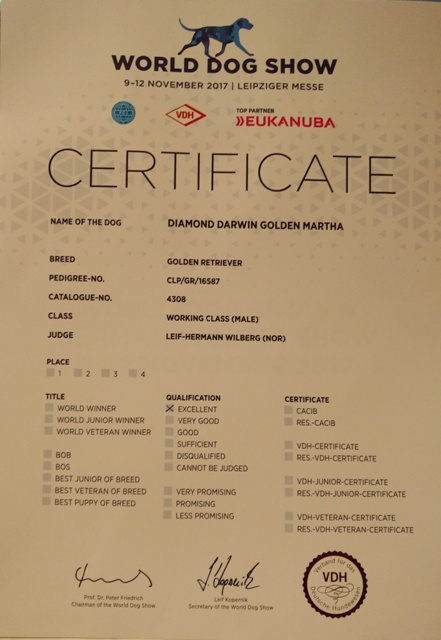 WORLD DOG SHOW
9–12 NOVEMBER 2017 | LEIPZIGER MESSE
VDH
TOP PARTNER
EUKANUBA
CERTIFICATE
NAME OF THE DOG DIAMOND DARWIN GOLDEN MARTHA
BREED GOLDEN RETRIEVER
PEDIGREE-NO. CLP/GR/16587
CATALOGUE-NO. 4308
CLASS WORKING CLASS (MALE)
JUDGE LEIF-HERMANN WILBERG (NOR)
PLACE
1 2 3 4
TITLE
WORLD WINNER
WORLD JUNIOR WINNER
WORLD VETERAN WINNER
BOB
BOS
BEST JUNIOR OF BREED
BEST VETERAN OF BREED
BEST PUPPY OF BREED
QUALIFICATION
X EXCELLENT
VERY GOOD
GOOD
SUFFICIENT
DISQUALIFIED
CANNOT BE JUDGED
VERY PROMISING
PROMISING
LESS PROMISING
CERTIFICATE
CACIB
RES.-CACIB
VDH-CERTIFICATE
RES.-VDH-CERTIFICATE
VDH-JUNIOR-CERTIFICATE
RES.-VDH-JUNIOR-CERTIFICATE
VDH-VETERAN-CERTIFICATE
RES.-VDH-VETERAN-CERTIFICATE
Prof. Dr. Peter Friedrich
Chairman of the World Dog Show
Leif Kopernik
Secretary of the World Dog Show
Verband für das
VDH
Deutsche Hundewesen